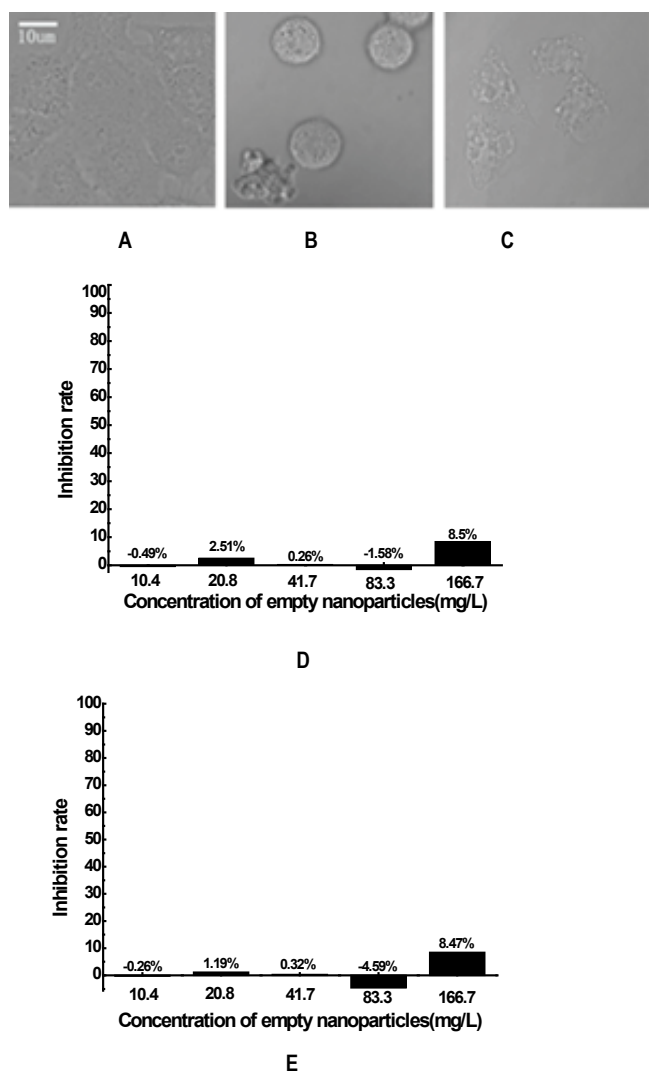 10um
A B C
100
90
80
70
60
50
40
30
20
10
0
Inhibition rate
-0.49% 2.51% 0.26% -1.58% 8.5%
10.4 20.8 41.7 83.3 166.7
Concentration of empty nanoparticles(mg/L)
D
100
90
80
70
60
50
40
30
20
10
0
Inhibition rate
-0.26% 1.19% 0.32% -4.59% 8.47%
10.4 20.8 41.7 83.3 166.7
Concentration of empty nanoparticles(mg/L)
E